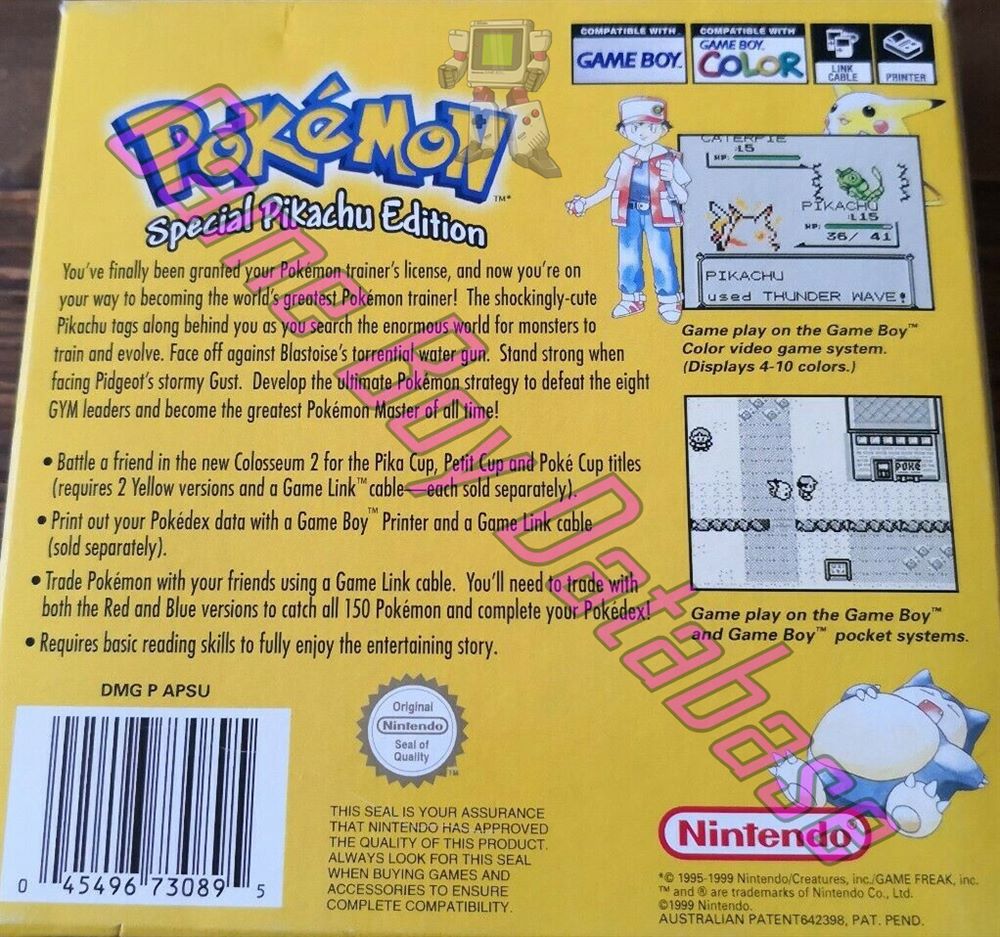 COMPATIBLE WITH
GAME BOY
COMPATIBLE WITH
GAME BOY
COLOR
LINK
CABLE
PRINTER
POKéMON
TM*
Special Pikachu Edition
You've finally been granted your Pokémon trainer's license, and now you're on
your way to becoming the world's greatest Pokémon trainer! The shockingly-cute
Pikachu tags along behind you as you search the enormous world for monsters to
train and evolve. Face off against Blastoise's torrential water gun. Stand strong when
facing Pidgeot's stormy Gust. Develop the ultimate Pokémon strategy to defeat the eight
GYM leaders and become the greatest Pokémon Master of all time!
• Battle a friend in the new Colosseum 2 for the Pika Cup, Petit Cup and Poké Cup titles
(requires 2 Yellow versions and a Game Link™ cable—each sold separately).
• Print out your Pokédex data with a Game Boy™ Printer and a Game Link cable
(sold separately).
• Trade Pokémon with your friends using a Game Link cable. You'll need to trade with
both the Red and Blue versions to catch all 150 Pokémon and complete your Pokédex!
• Requires basic reading skills to fully enjoy the entertaining story.
CATERPIE
:L5
HP:
PIKACHU
:L15
HP:
36/ 41
PIKACHU
used THUNDER WAVE!
Game play on the Game Boy™
Color video game system.
(Displays 4-10 colors.)
POKé
Game play on the Game Boy™
and Game Boy™ pocket systems.
DMG P APSU
0 45496 73089 5
Original
Nintendo
Seal of
Quality
TM
THIS SEAL IS YOUR ASSURANCE
THAT NINTENDO HAS APPROVED
THE QUALITY OF THIS PRODUCT.
ALWAYS LOOK FOR THIS SEAL
WHEN BUYING GAMES AND
ACCESSORIES TO ENSURE
COMPLETE COMPATIBILITY.
Nintendo®
*© 1995-1999 Nintendo/Creatures, inc./GAME FREAK, inc.
™ and ® are trademarks of Nintendo Co., Ltd.
©1999 Nintendo.
AUSTRALIAN PATENT642398, PAT. PEND.
Game Boy Database